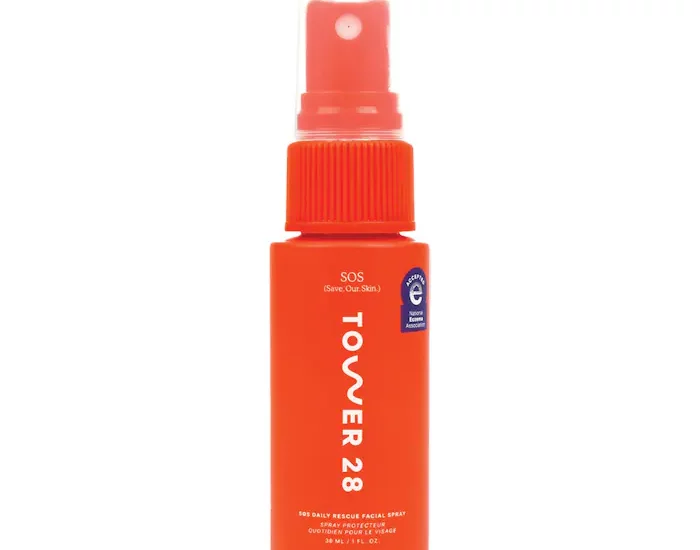 SOS
(Save. Our. Skin.)
ACCEPTED
e
National
Eczema
Association
TOWER 28
SOS DAILY RESCUE FACIAL SPRAY
SPRAY PROTECTEUR
QUOTIDIEN POUR LE VISAGE
30 ML / 1 FL. OZ.